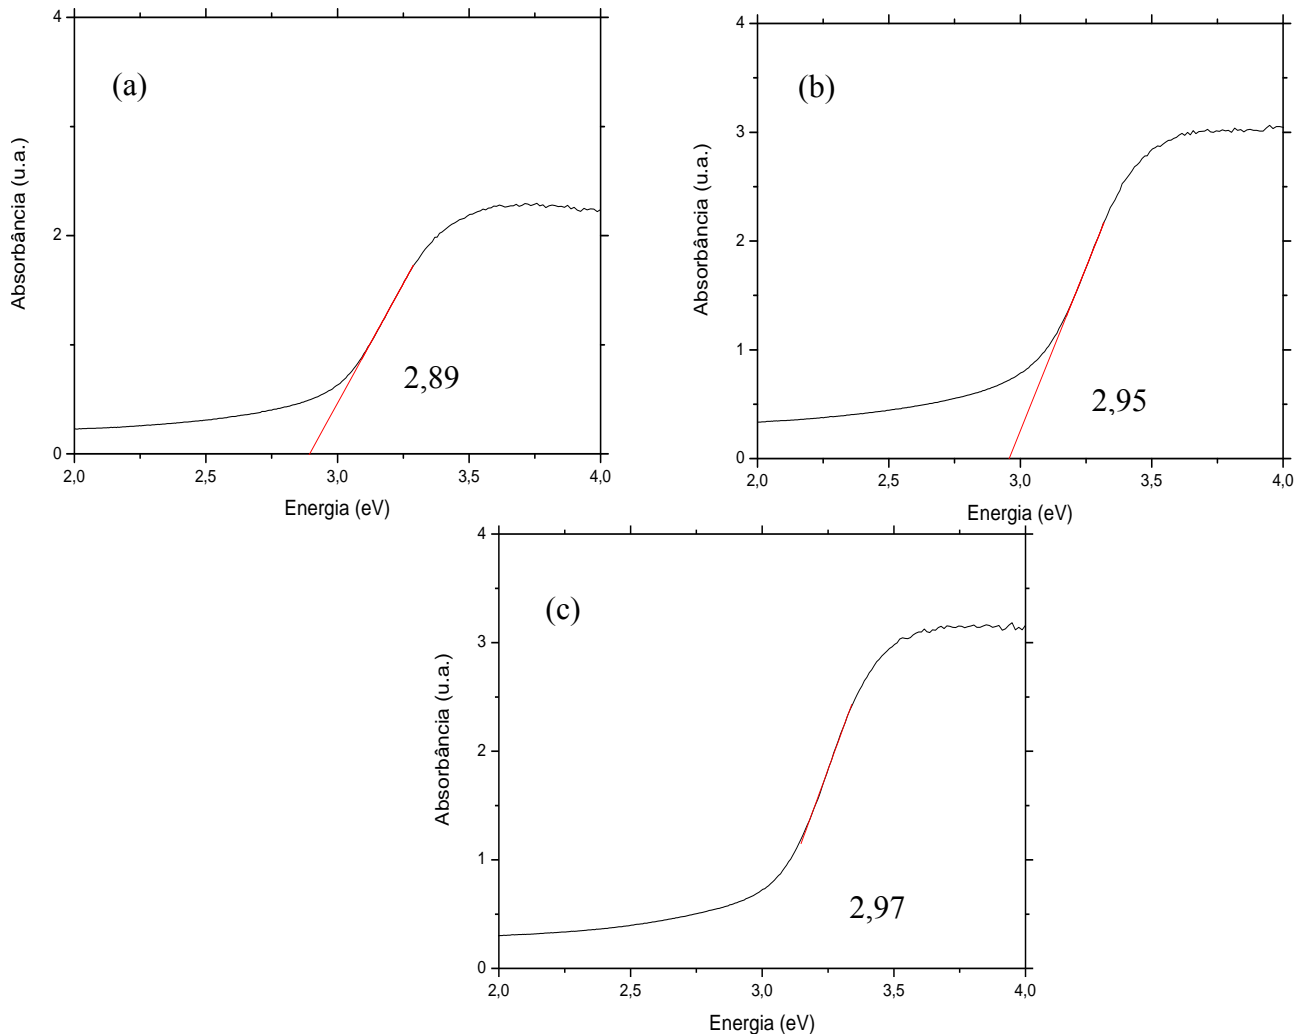 (a)
Absorbância (u.a.)
4
2
0
2,89
2,0 2,5 3,0 3,5 4,0
Energia (eV)
(b)
Absorbância (u.a.)
4
3
2
1
0
2,95
2,0 2,5 3,0 3,5 4,0
Energia (eV)
(c)
Absorbância (u.a.)
4
3
2
1
0
2,97
2,0 2,5 3,0 3,5 4,0
Energia (eV)